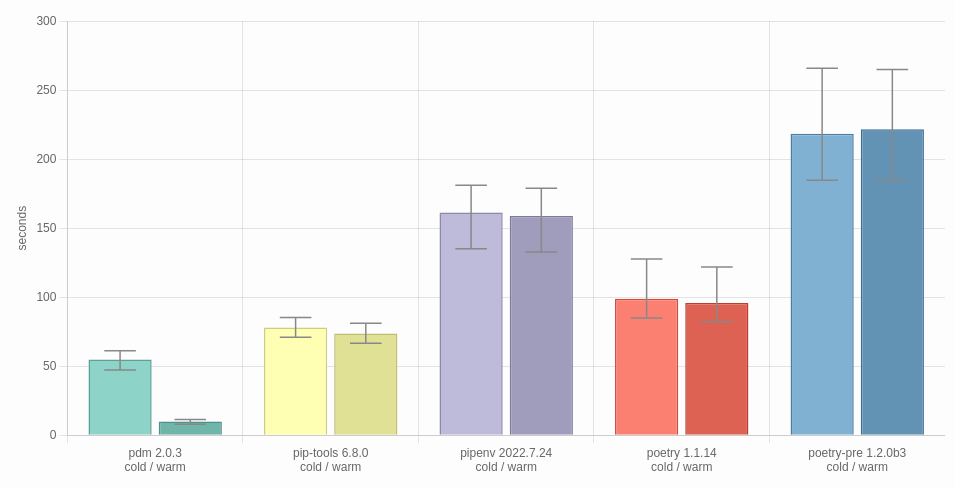 300
250
200
150
100
50
0
seconds
pdm 2.0.3
cold / warm
pip-tools 6.8.0
cold / warm
pipenv 2022.7.24
cold / warm
poetry 1.1.14
cold / warm
poetry-pre 1.2.0b3
cold / warm